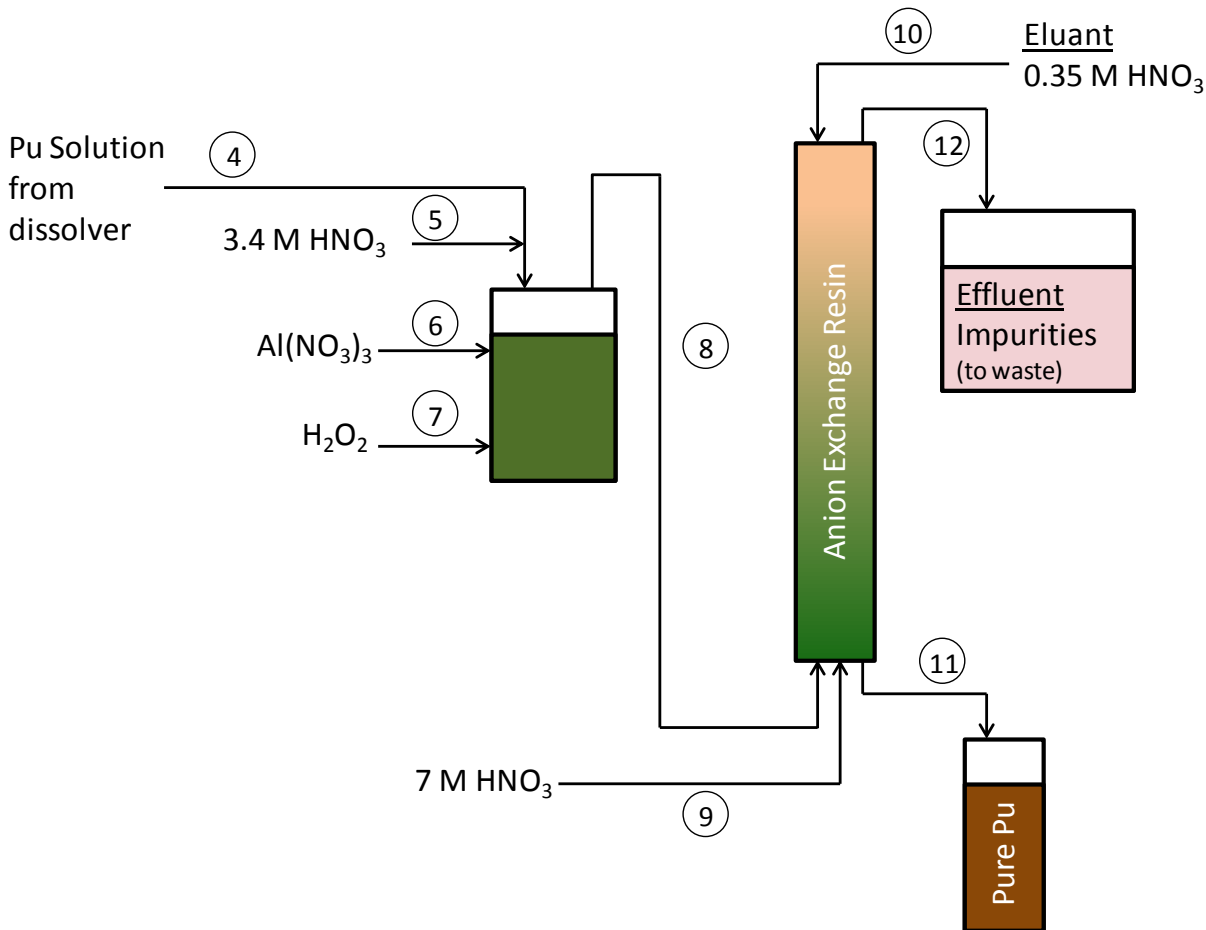 10
Eluant
0.35 M HNO3
Pu Solution
from
dissolver
4
12
5
3.4 M HNO3
Effluent
Impurities
(to waste)
6
Al(NO3)3
8
Anion Exchange Resin
7
H2O2
11
7 M HNO3
9
Pure Pu